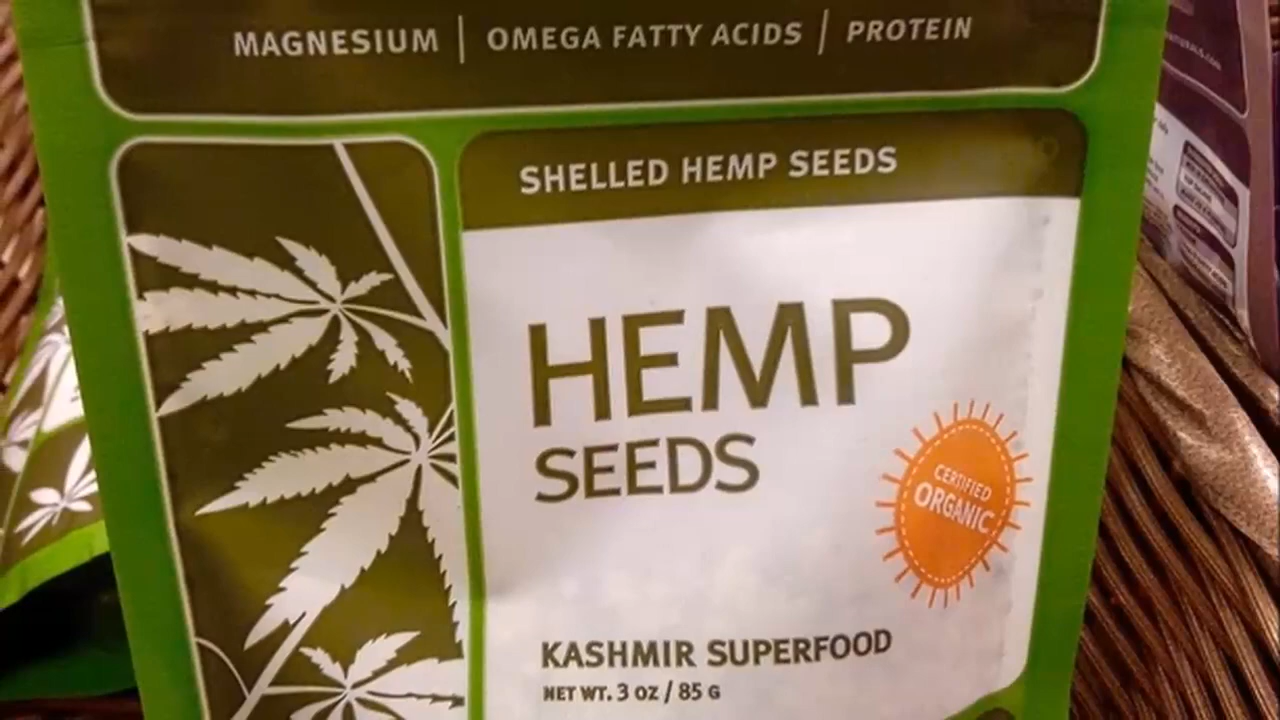 MAGNESIUM | OMEGA FATTY ACIDS | PROTEIN
SHELLED HEMP SEEDS
HEMP
SEEDS
CERTIFIED
ORGANIC
KASHMIR SUPERFOOD
NET WT. 3 OZ / 85 G